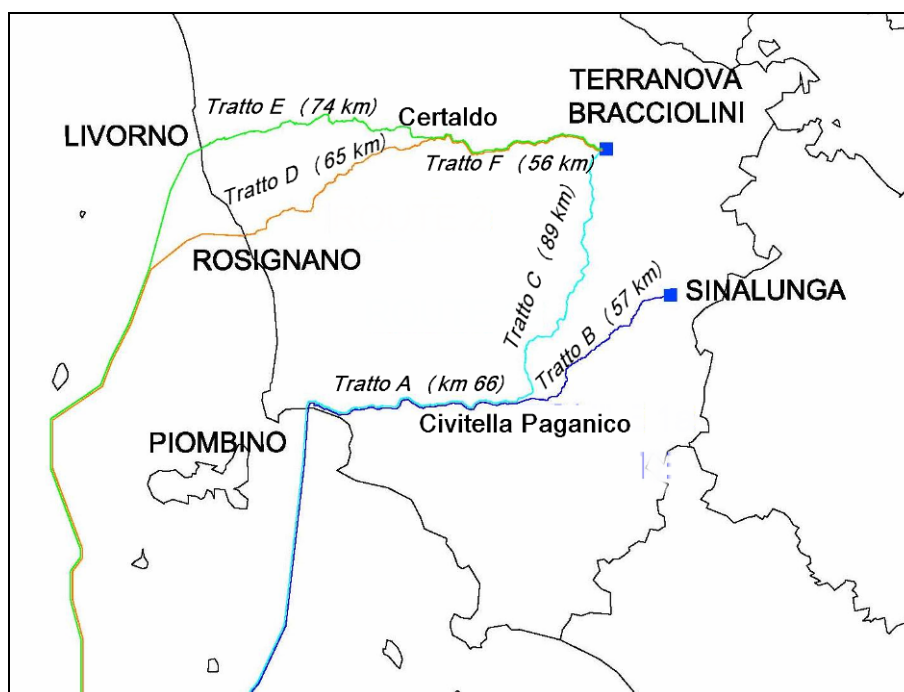 TERRANOVA
BRACCIOLINI
Tratto E (74 km)
Certaldo
LIVORNO
Tratto D (65 km)
Tratto F (56 km)
ROSIGNANO
Tratto C (89 km)
SINALUNGA
Tratto B (57 km)
Tratto A (km 66)
Civitella Paganico
PIOMBINO